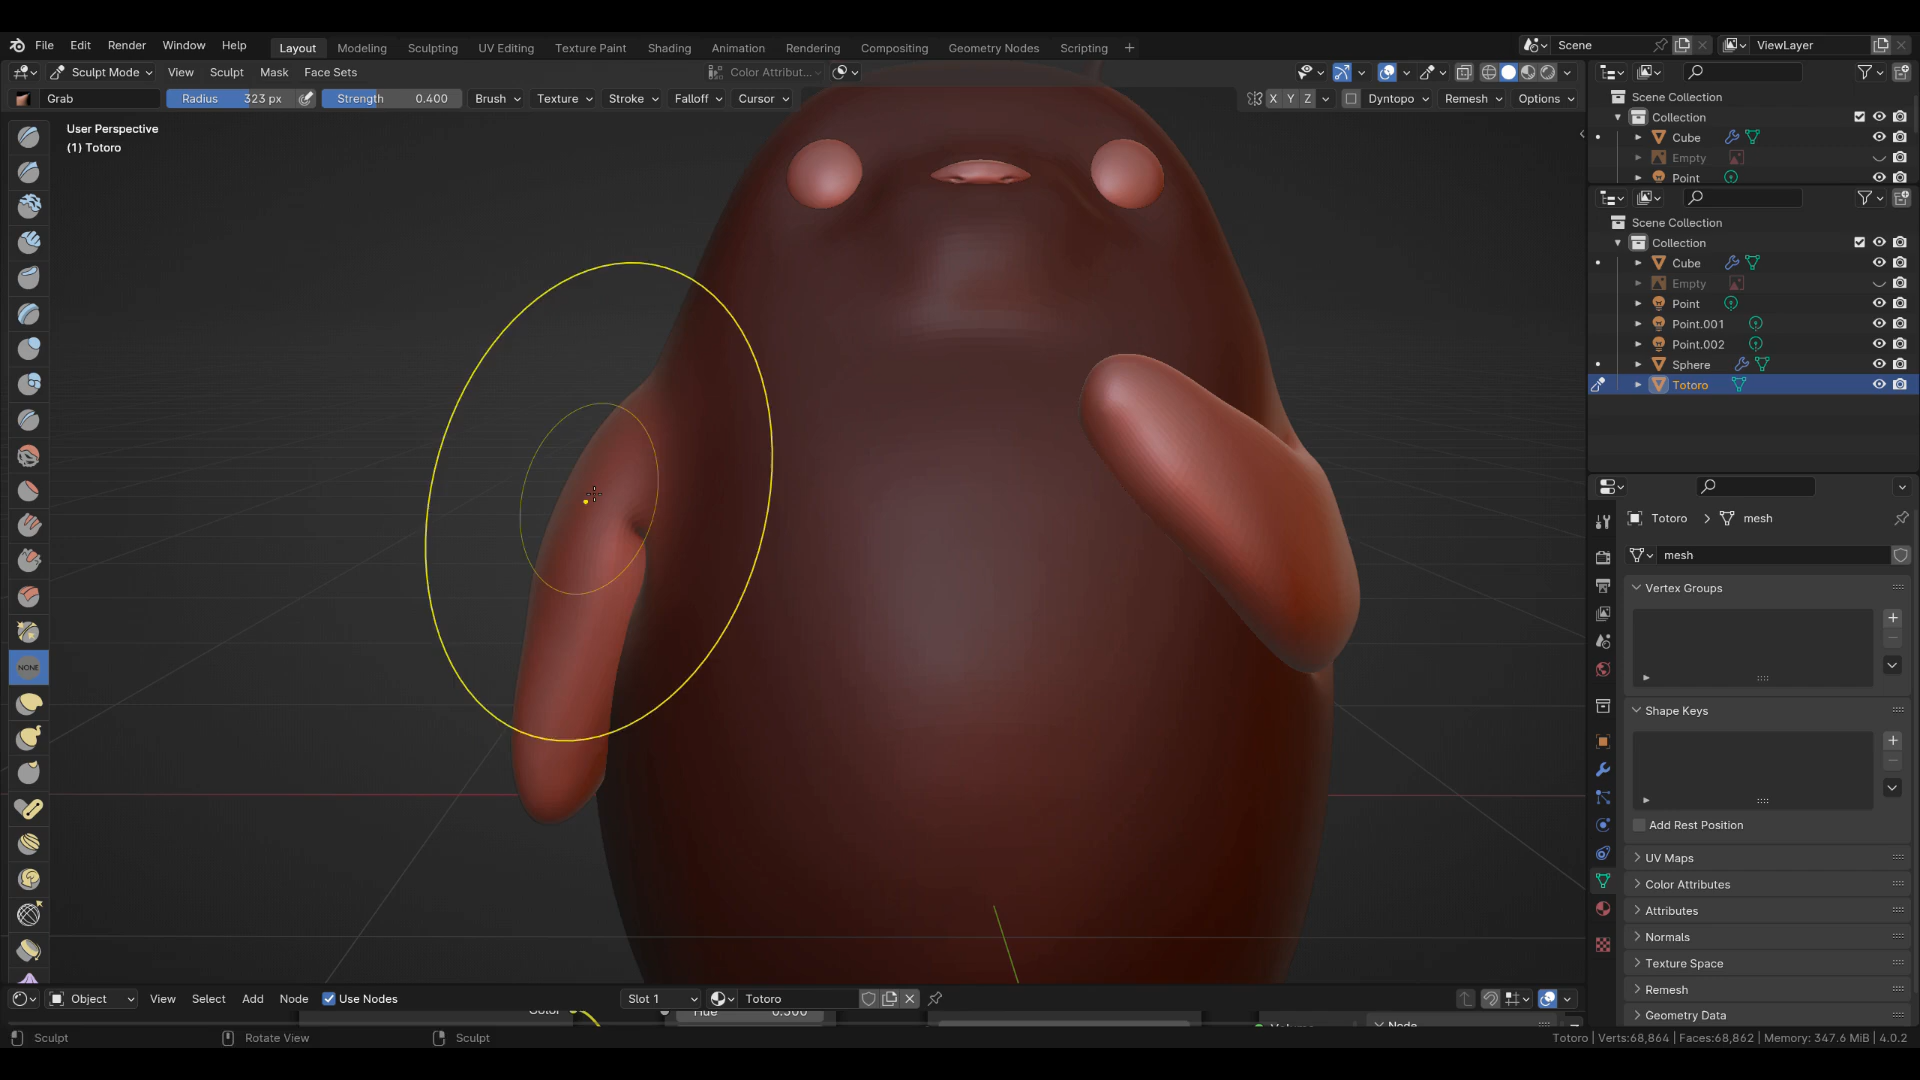 File Edit Render Window Help Layout Modeling Sculpting UV Editing Texture Paint Shading Animation Rendering Compositing Geometry Nodes Scripting + Scene ViewLayer
Sculpt Mode View Sculpt Mask Face Sets Color Attribut...
Grab Radius 323 px Strength 0.400 Brush Texture Stroke Falloff Cursor X Y Z Dyntopo Remesh Options
User Perspective
(1) Totoro
Scene Collection
Collection
Cube
Empty
Point
Scene Collection
Collection
Cube
Empty
Point
Point.001
Point.002
Sphere
Totoro
Totoro > mesh
mesh
Vertex Groups
Shape Keys
Add Rest Position
UV Maps
Color Attributes
Attributes
Normals
Texture Space
Remesh
Geometry Data
NONE
Object View Select Add Node Use Nodes Slot 1 Totoro
Color Hue Volume Node
Sculpt Rotate View Sculpt Totoro | Verts:68,864 | Faces:68,862 | Memory: 347.6 MiB | 4.0.2